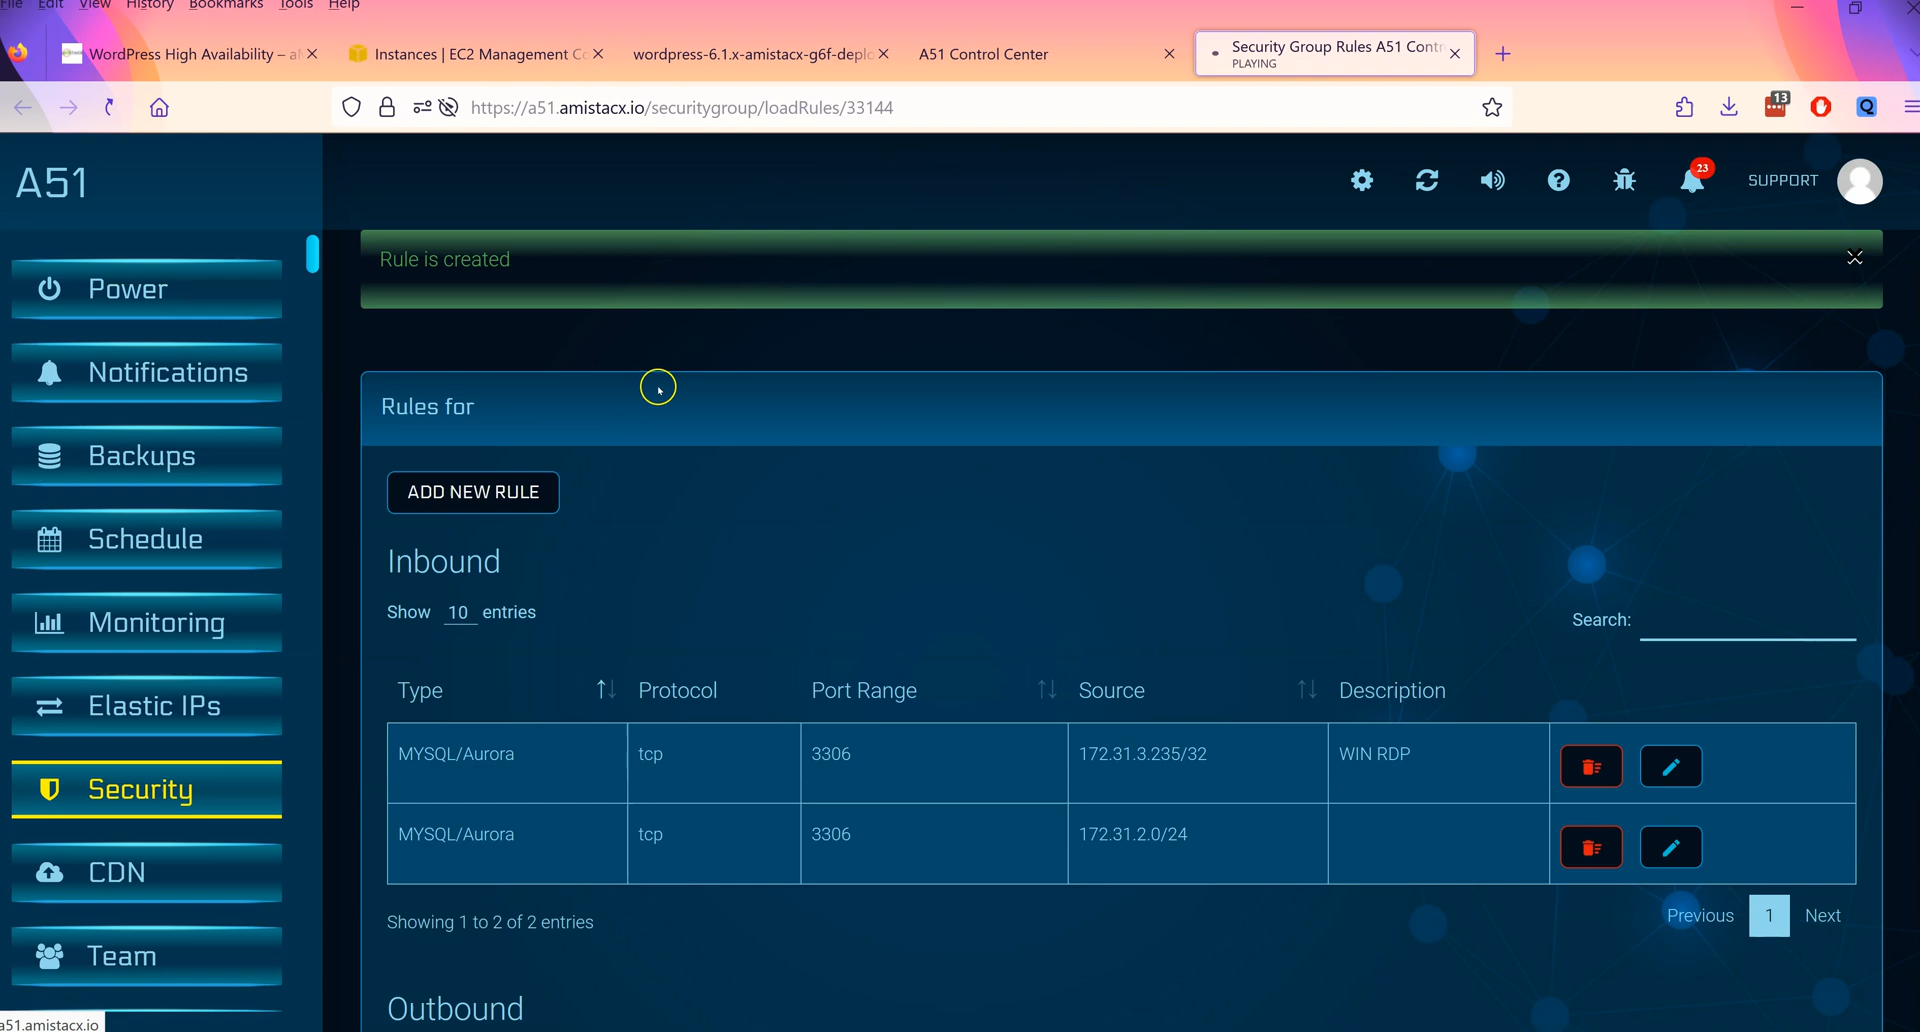 File Edit View History Bookmarks Tools Help
WordPress High Availability – aM
Instances | EC2 Management Co
wordpress-6.1.x-amistacx-g6f-deplo
A51 Control Center
Security Group Rules A51 Contr
PLAYING
https://a51.amistacx.io/securitygroup/loadRules/33144
13
Q
A51
23
SUPPORT
Power
Notifications
Backups
Schedule
Monitoring
Elastic IPs
Security
CDN
Team
Rule is created
Rules for
ADD NEW RULE
Inbound
Show 10 entries
Search:
Type Protocol Port Range Source Description
MYSQL/Aurora tcp 3306 172.31.3.235/32 WIN RDP
MYSQL/Aurora tcp 3306 172.31.2.0/24
Showing 1 to 2 of 2 entries
Previous 1 Next
Outbound
a51.amistacx.io